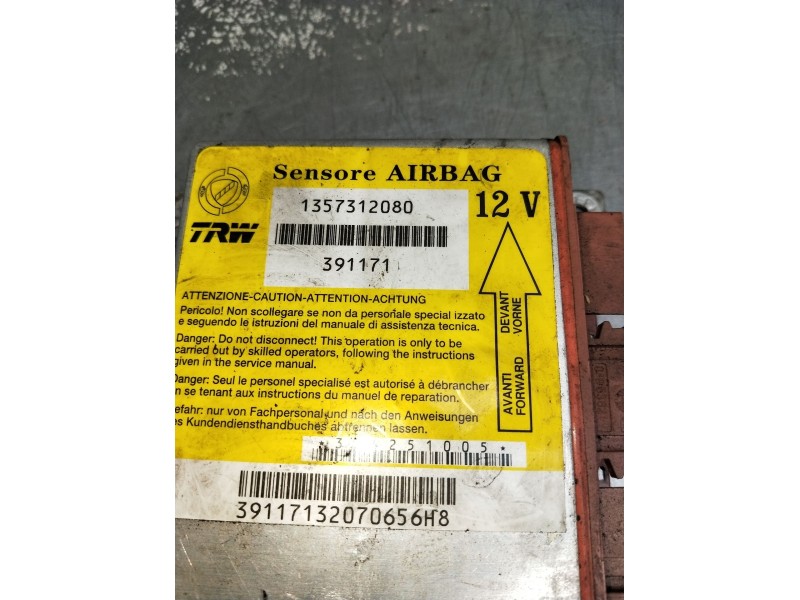 Sensore AIRBAG
1357312080
12 V
TRW
391171
ATTENZIONE-CAUTION-ATTENTION-ACHTUNG
Pericolo! Non scollegare se non da personale special izzato
e seguendo le istruzioni del manuale di assistenza tecnica.
Danger: Do not disconnect! This operation is only to be
carried out by skilled operators, following the instructions
given in the service manual.
Danger: Seul le personel specialisé est autorisé à débrancher
en se tenant aux instructions du manuel de reparation.
Gefahr: nur von Fachpersonal und nach den Anweisungen
des Kundendiensthandbuches abtrennen lassen.
AVANTI DEVANT
FORWARD VORNE
251005*
39117132070656H8